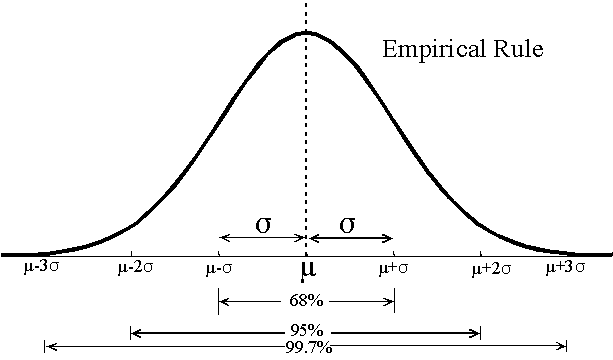 Empirical Rule
σ σ
μ-3σ μ-2σ μ-σ μ μ+σ μ+2σ μ+3σ
68%
95%
99.7%